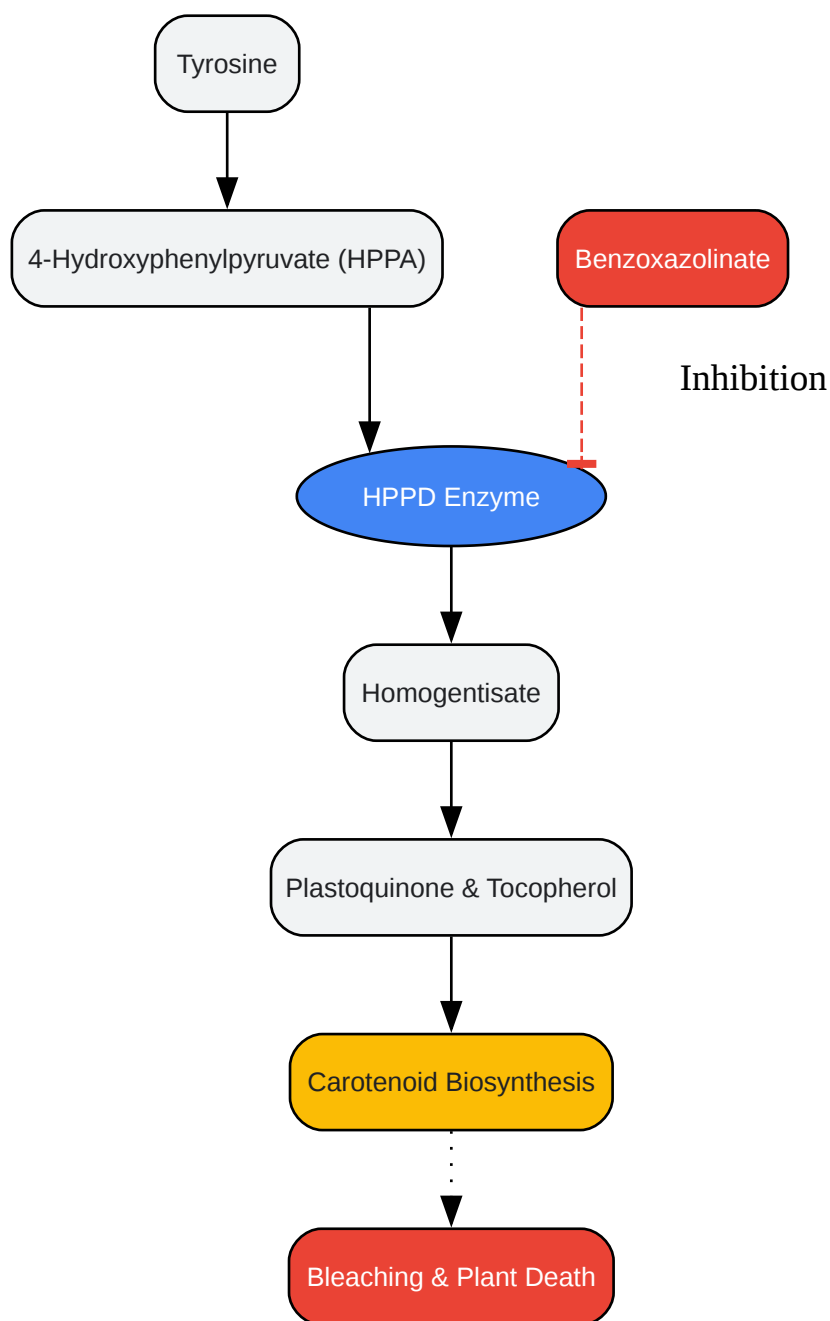 Tyrosine
4-Hydroxyphenylpyruvate (HPPA)
Benzoxazolinate
Inhibition
HPPD Enzyme
Homogentisate
Plastoquinone & Tocopherol
Carotenoid Biosynthesis
Bleaching & Plant Death